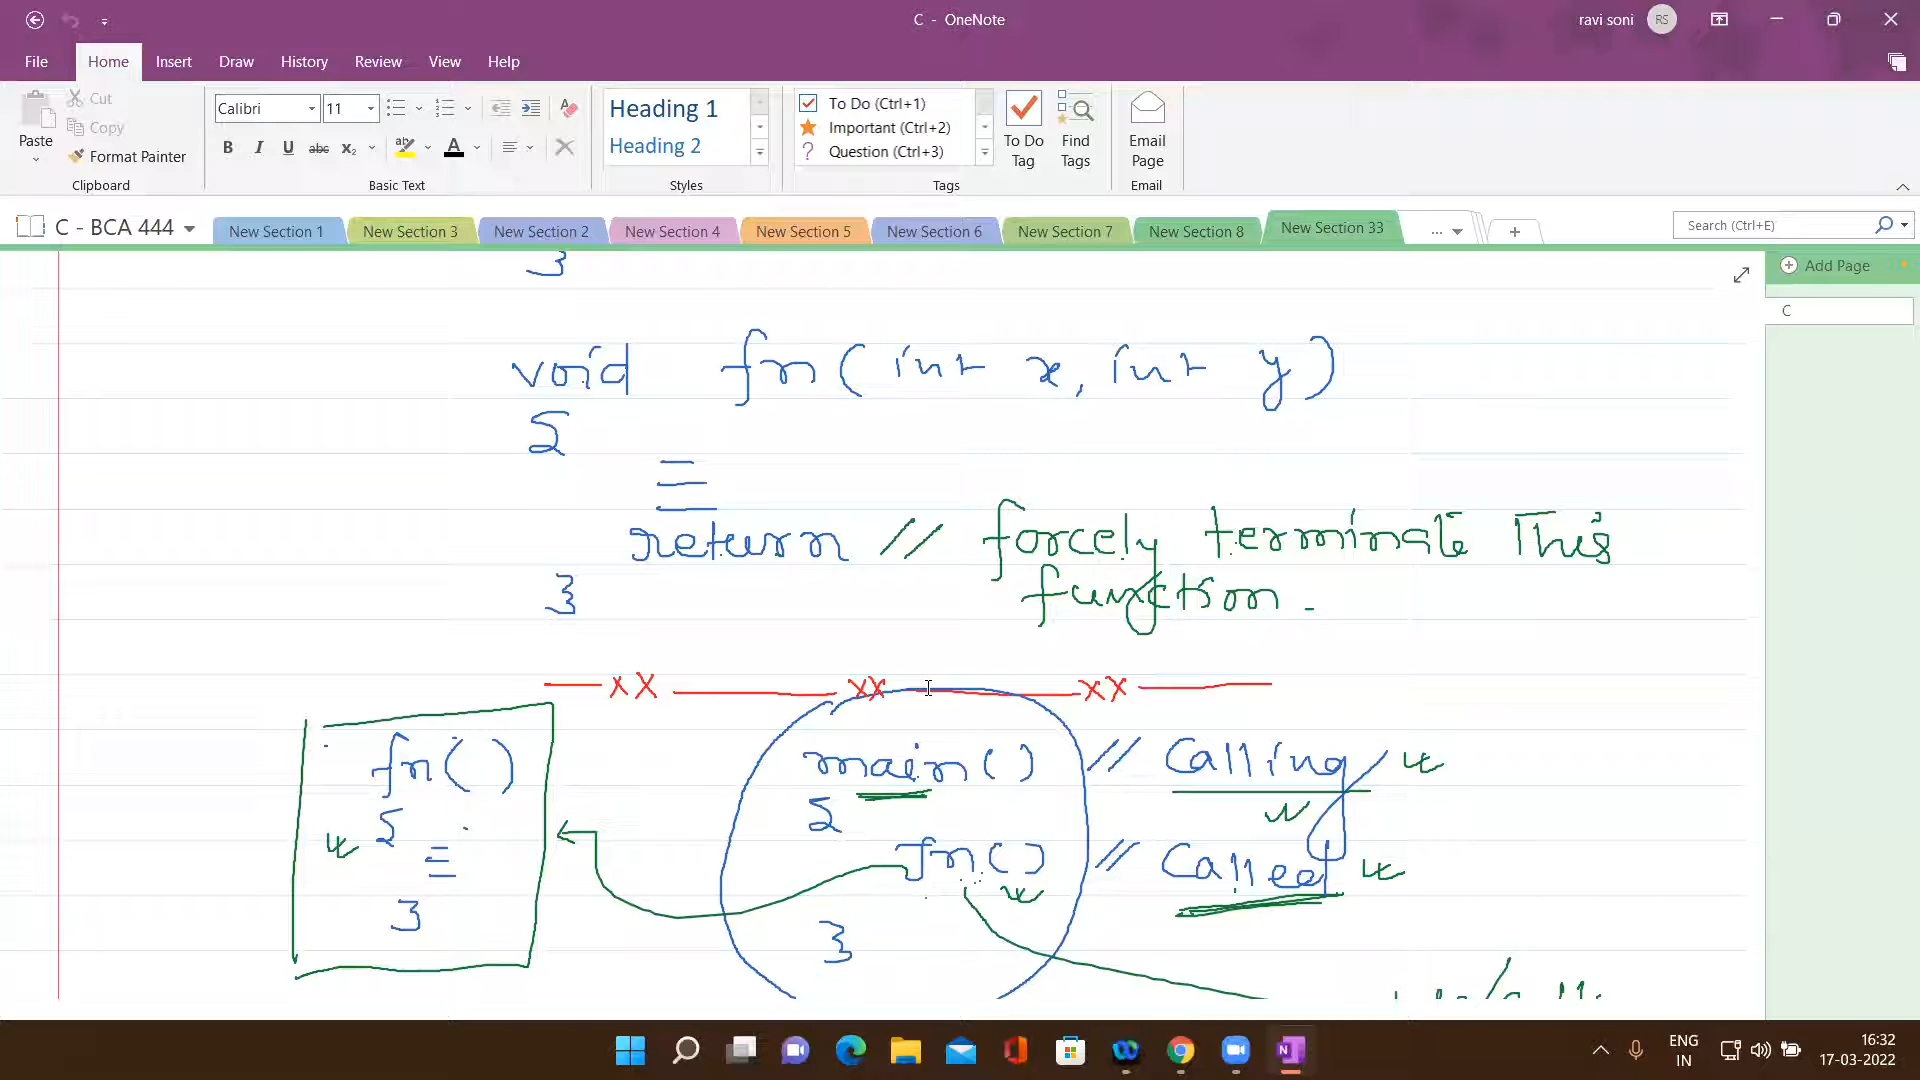 C - OneNote
ravi soni
RS
File Home Insert Draw History Review View Help
Paste
Cut
Copy
Format Painter
Clipboard
Calibri 11
B I U abc x₂ ab A
Basic Text
Heading 1
Heading 2
Styles
To Do (Ctrl+1)
Important (Ctrl+2)
Question (Ctrl+3)
To Do Tag
Find Tags
Tags
Email Page
Email
C - BCA 444
New Section 1 New Section 3 New Section 2 New Section 4 New Section 5 New Section 6 New Section 7 New Section 8 New Section 33 ...
Search (Ctrl+E)
Add Page
C
}
void fn(int x, int y)
{
return // forcely terminate This
function.
}
xx xx xx
fn()
{
}
main() // Calling
{
fn() // Called
}
ENG
IN
16:32
17-03-2022